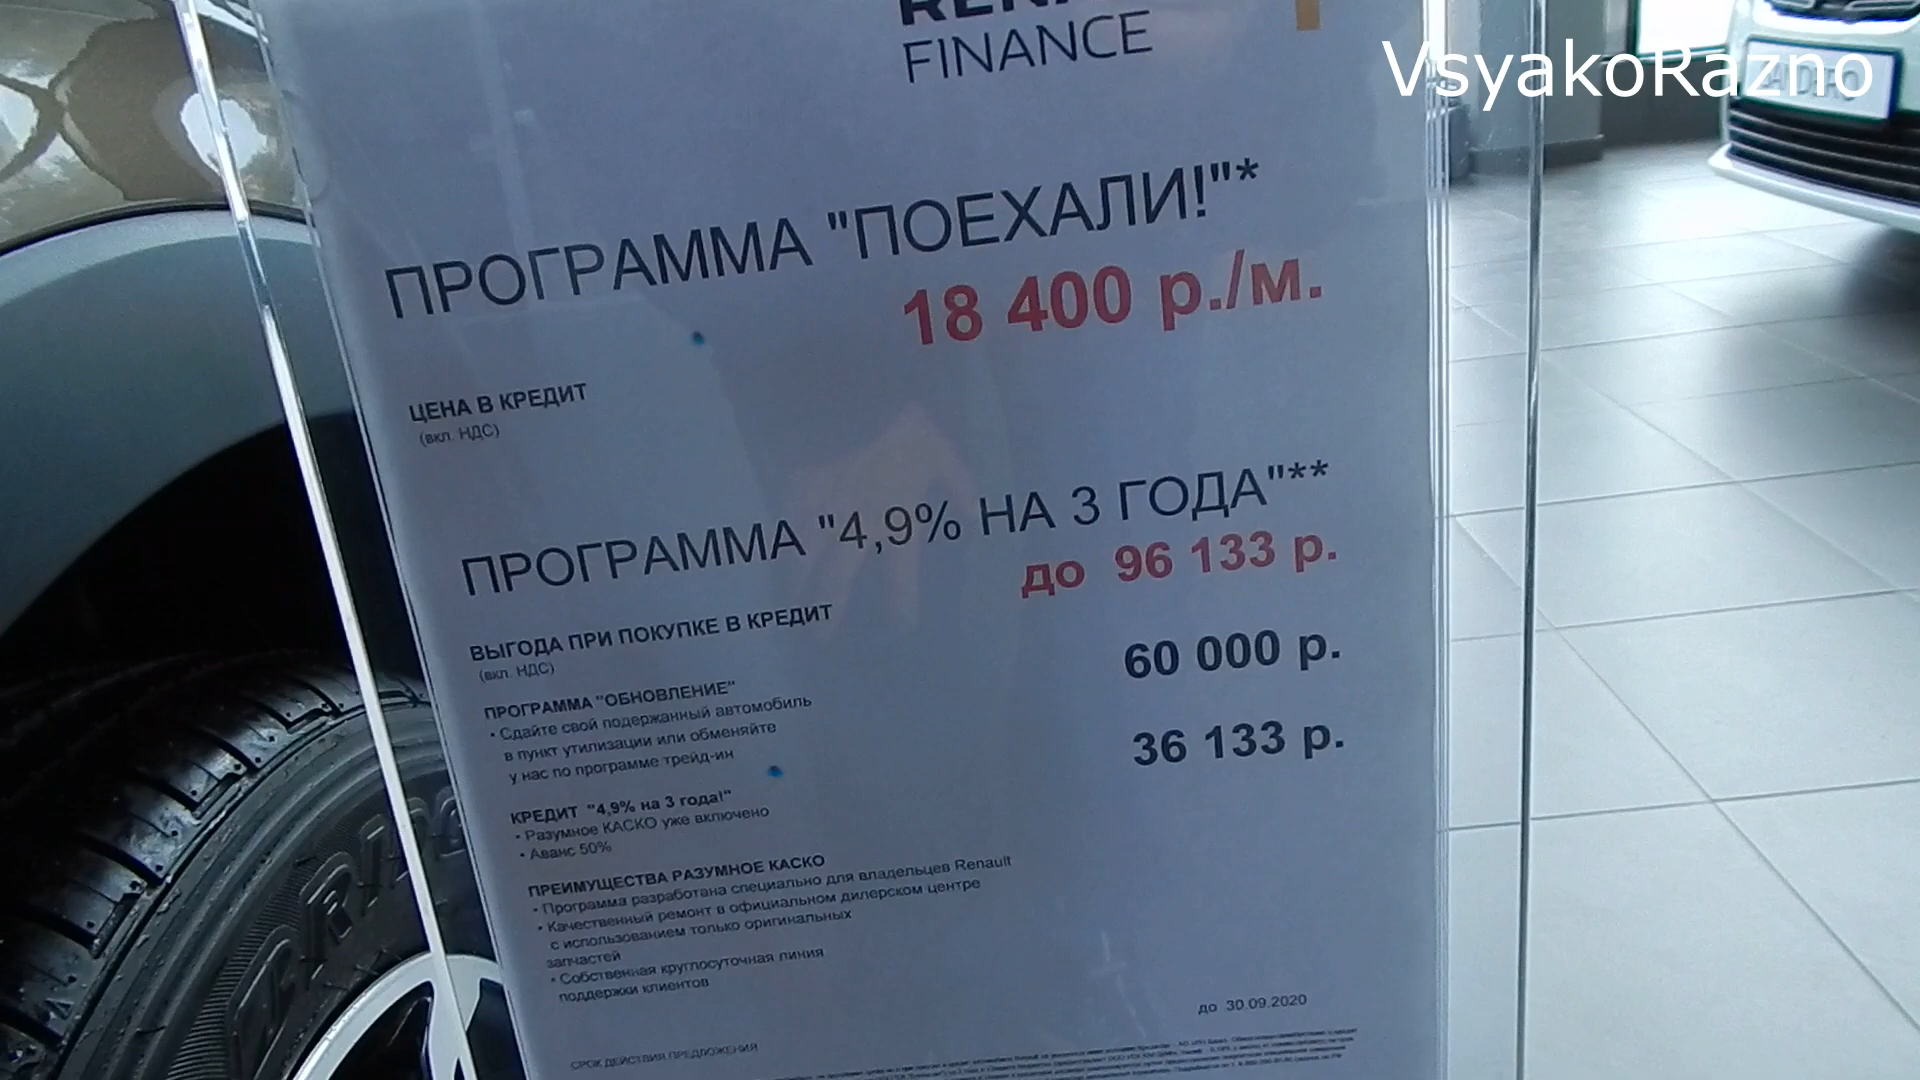 VsyakoRazno
FINANCE
ПРОГРАММА "ПОЕХАЛИ!"*
18 400 р./м.
ЦЕНА В КРЕДИТ
(вкл. НДС)
ПРОГРАММА "4,9% НА 3 ГОДА"**
до 96 133 р.
ВЫГОДА ПРИ ПОКУПКЕ В КРЕДИТ
(вкл. НДС)
60 000 р.
ПРОГРАММА "ОБНОВЛЕНИЕ"
• Сдайте свой подержанный автомобиль
в пункт утилизации или обменяйте
у нас по программе трейд-ин
36 133 р.
КРЕДИТ "4,9% на 3 года!"
• Разумное КАСКО уже включено
• Аванс 50%
ПРЕИМУЩЕСТВА РАЗУМНОЕ КАСКО
• Программа разработана специально для владельцев Renault
• Качественный ремонт в официальном дилерском центре
с использованием только оригинальных
запчастей
• Собственная круглосуточная линия
поддержки клиентов
до 30.09.2020
СРОК ДЕЙСТВИЯ ПРЕДЛОЖЕНИЯ